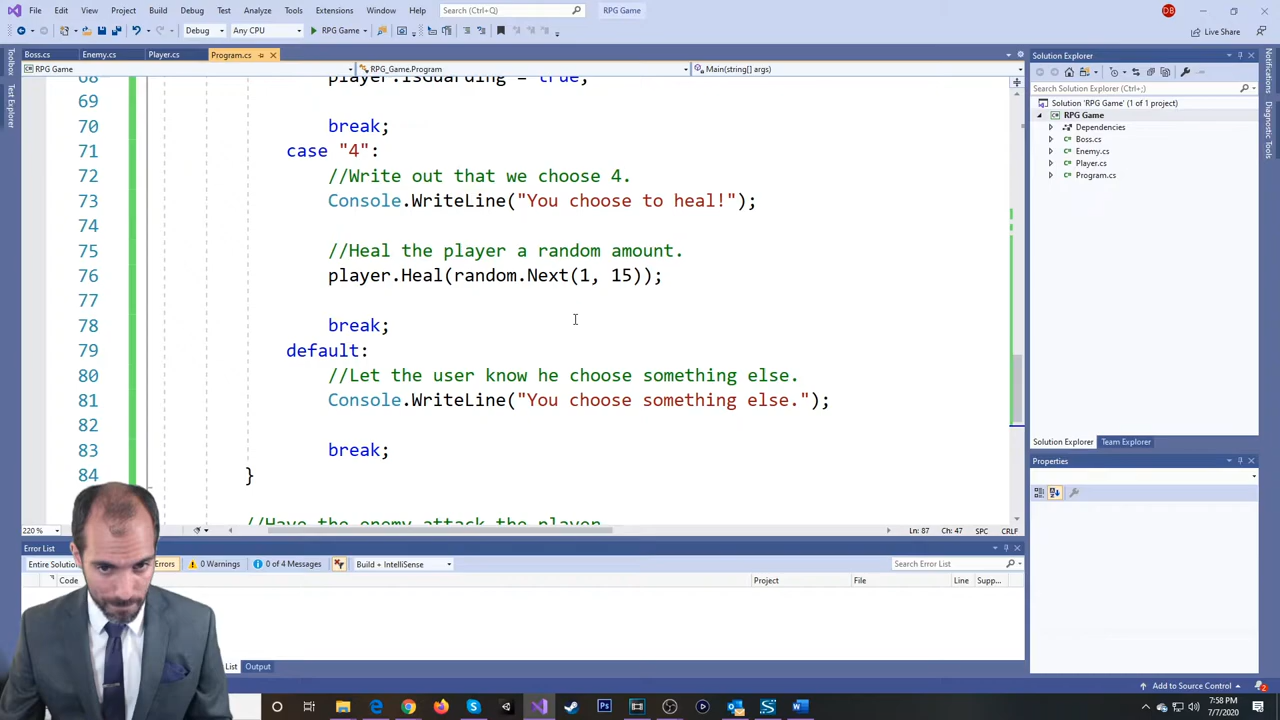 File Edit View Project Build Debug Test Analyze Tools Extensions Window Help Search (Ctrl+Q) RPG Game DB
Debug Any CPU RPG Game Live Share
Boss.cs Enemy.cs Player.cs Program.cs
RPG Game RPG_Game.Program Main(string[] args)
68 player.isGuarding = true;
69
70 break;
71 case "4":
72 //Write out that we choose 4.
73 Console.WriteLine("You choose to heal!");
74
75 //Heal the player a random amount.
76 player.Heal(random.Next(1, 15));
77
78 break;
79 default:
80 //Let the user know he choose something else.
81 Console.WriteLine("You choose something else.");
82
83 break;
84 }
//Have the enemy attack the player
220 % Ln: 87 Ch: 47 SPC CRLF
Error List
Entire Solution Errors 0 Warnings 0 of 4 Messages Build + IntelliSense Search Error List
Code Project File Line Supp...
List Output
Toolbox
Test Explorer
Solution Explorer
Search Solution Explorer (Ctrl+;)
Solution 'RPG Game' (1 of 1 project)
RPG Game
Dependencies
Boss.cs
Enemy.cs
Player.cs
Program.cs
Solution Explorer Team Explorer
Properties
Notifications
Diagnostic Tools
Add to Source Control 2
7:58 PM
7/7/2020